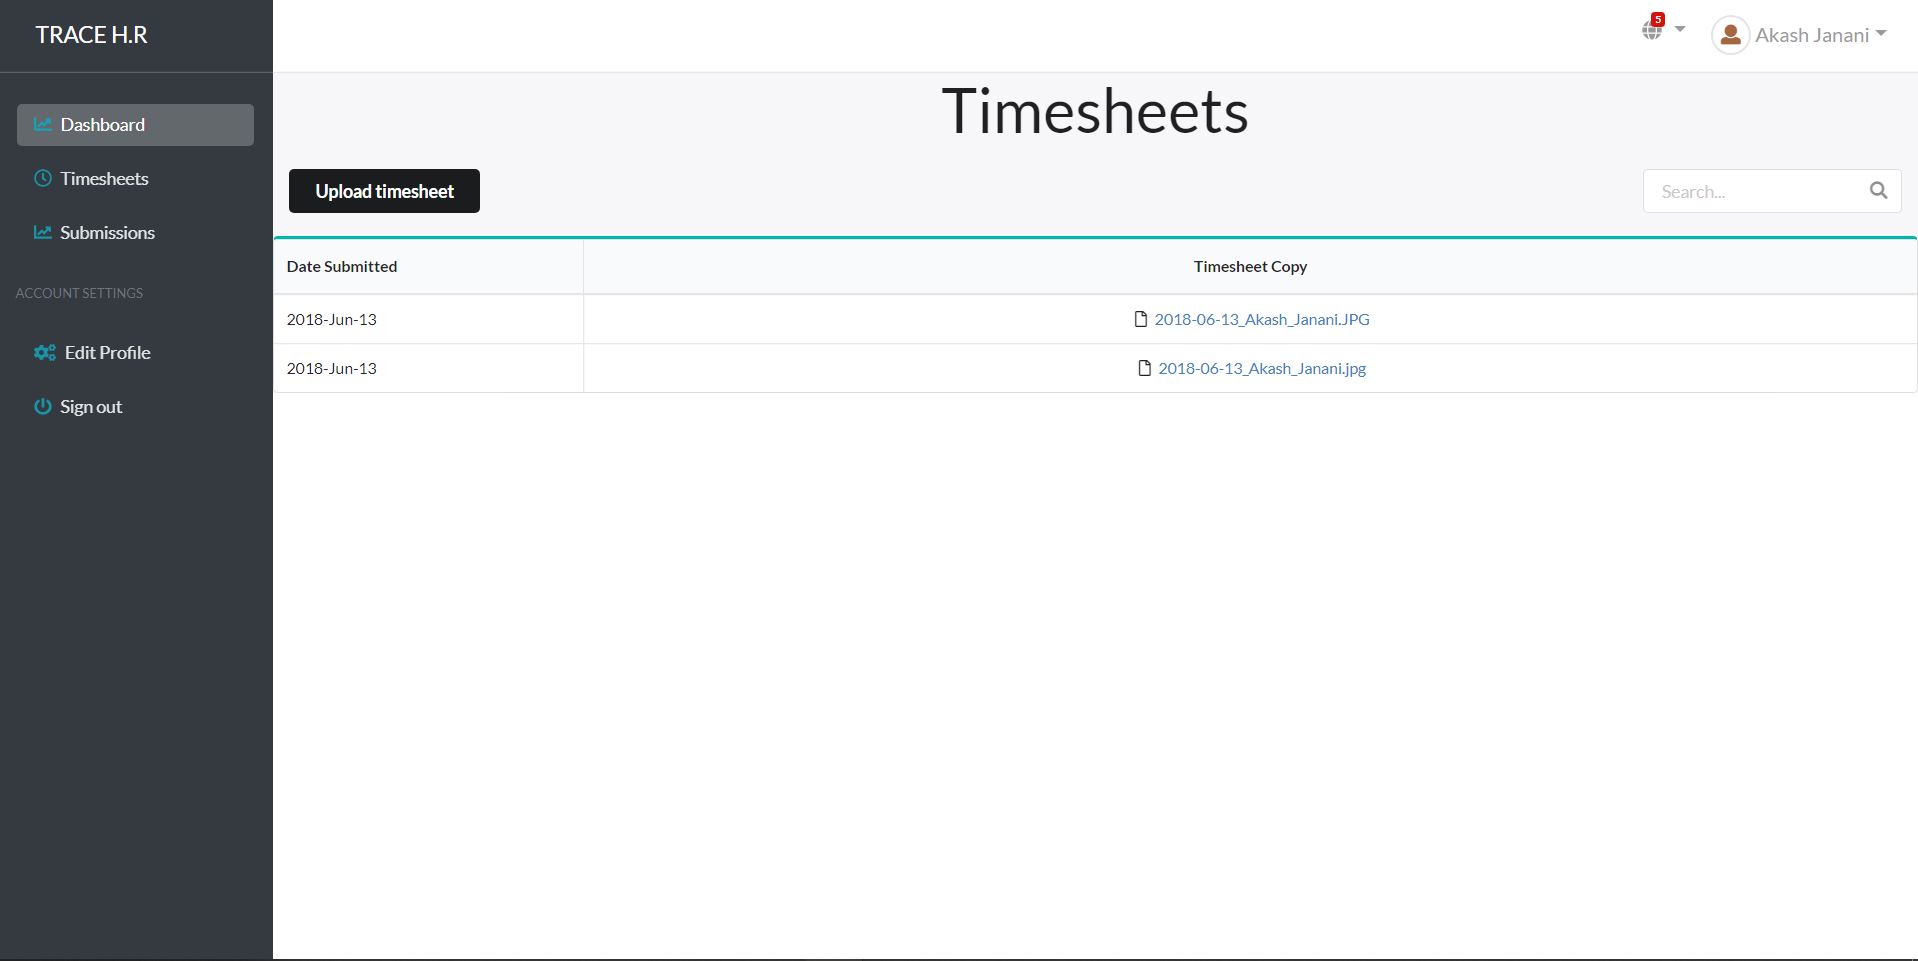 TRACE H.R
5
Akash Janani
Dashboard
Timesheets
Submissions
ACCOUNT SETTINGS
Edit Profile
Sign out
Timesheets
Upload timesheet
Search...
Date Submitted Timesheet Copy
2018-Jun-13 2018-06-13_Akash_Janani.JPG
2018-Jun-13 2018-06-13_Akash_Janani.jpg